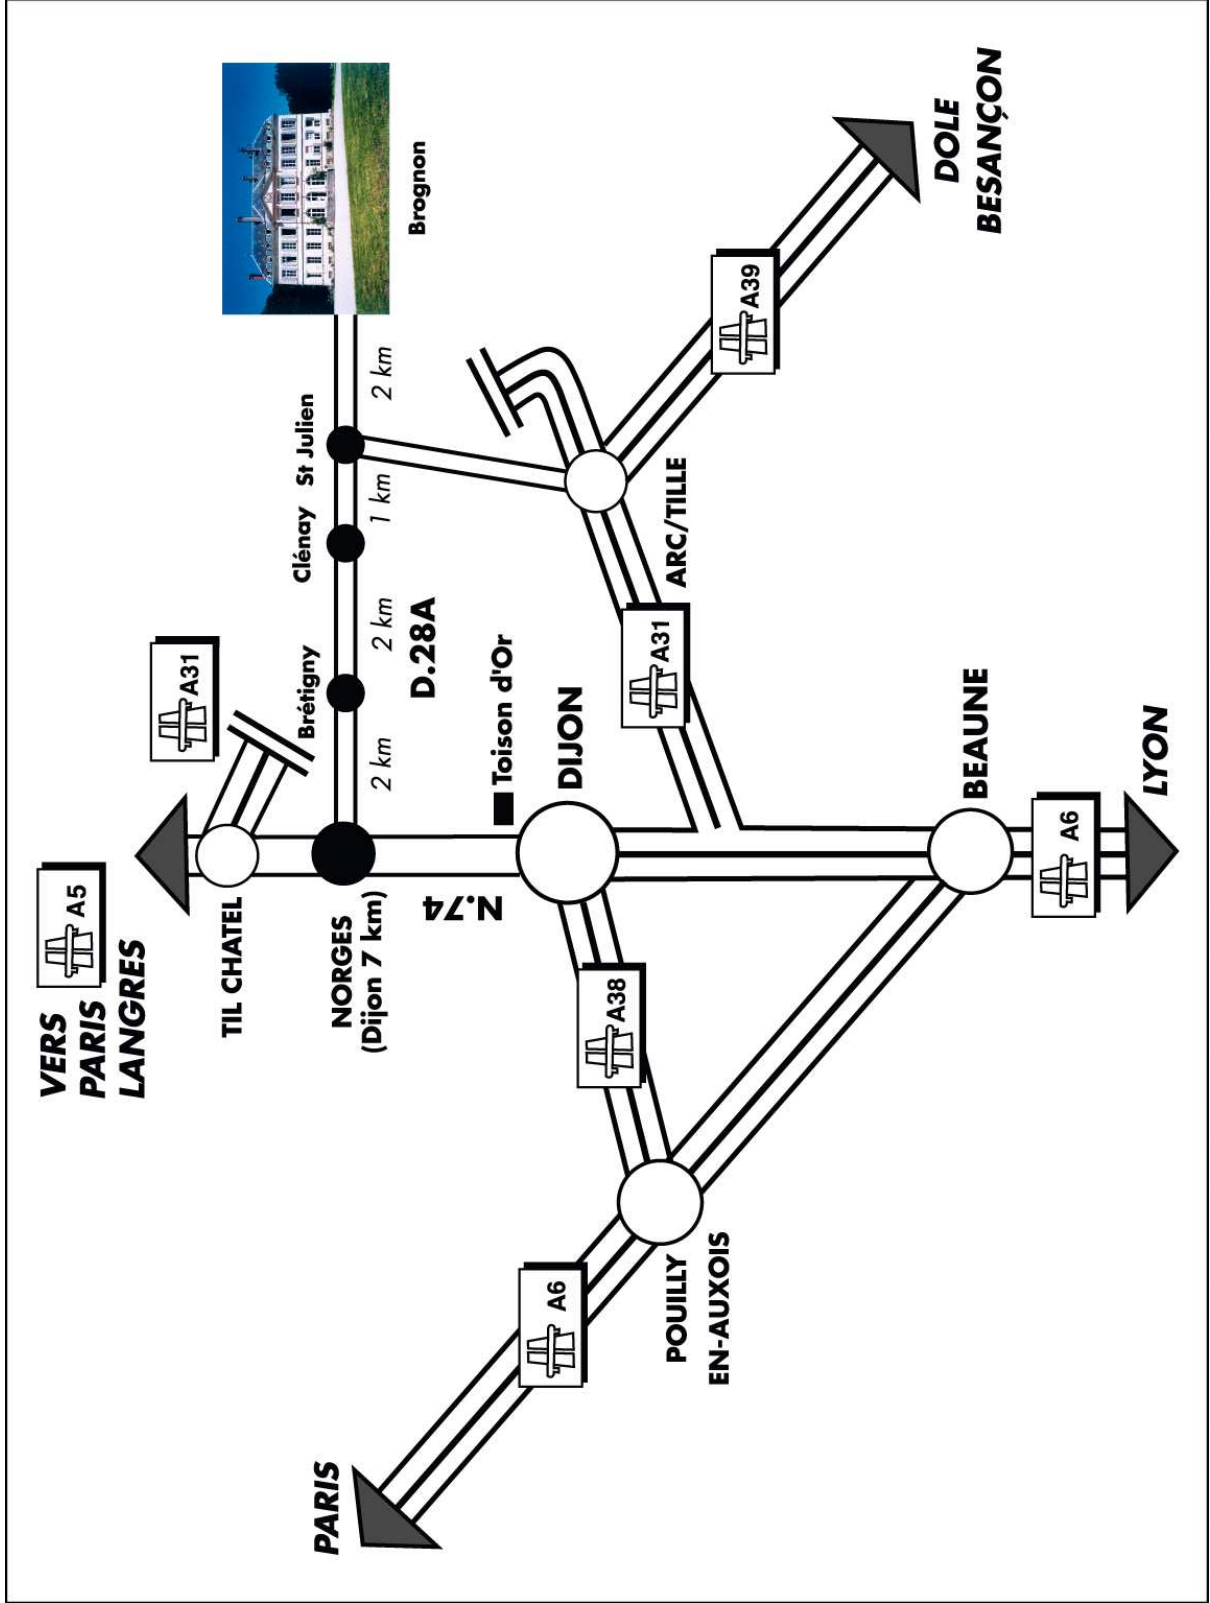 VERS
PARIS
LANGRES
A5
A31
TIL CHATEL
NORGES
(Dijon 7 km)
Brétigny
Clénay
St Julien
Brognon
2 km
2 km
1 km
2 km
D.28A
N.74
Toison d'Or
DIJON
A31
ARC/TILLE
A39
DOLE
BESANÇON
PARIS
A6
A38
POUILLY
EN-AUXOIS
BEAUNE
A6
LYON